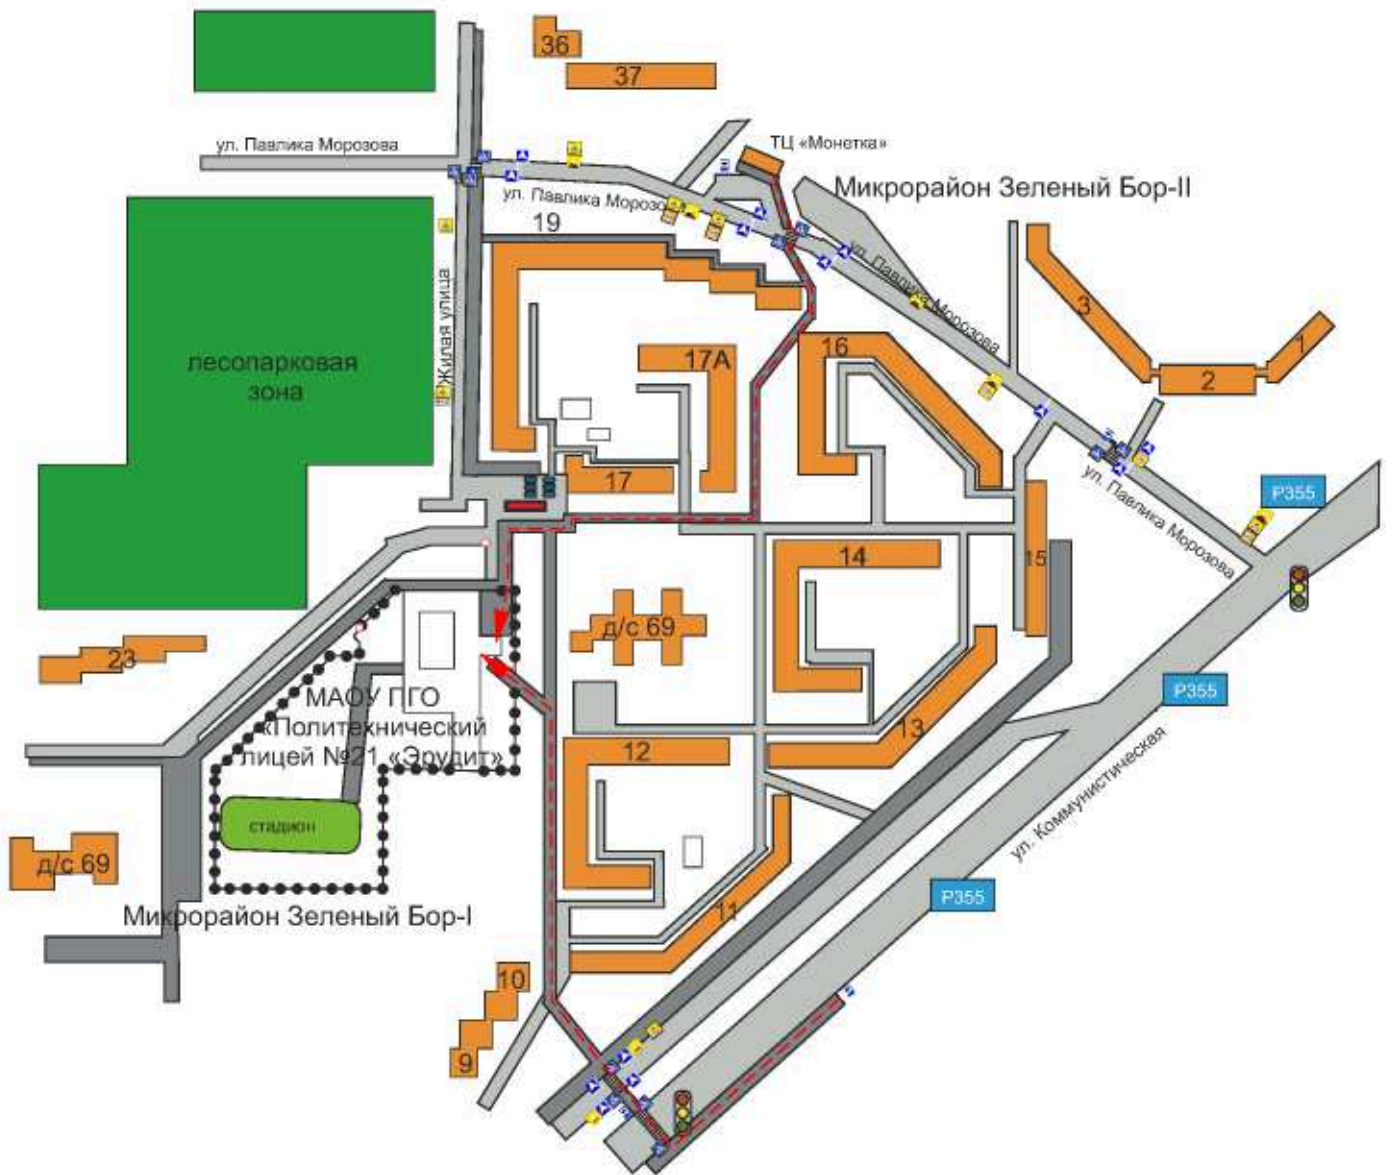 36
37
ул. Павлика Морозова
ТЦ «Монетка»
Микрорайон Зеленый Бор-II
ул. Павлика Морозова
19
ул. Павлика Морозова
3
1
2
Жилая улица
лесопарковая
зона
17А
16
17
ул. Павлика Морозова
Р355
14
15
д/с 69
23
Р355
МАОУ ПГО
«Политехнический
лицей №21 «Эрудит»
13
12
ул. Коммунистическая
стадион
д/с 69
Р355
11
Микрорайон Зеленый Бор-I
10
9